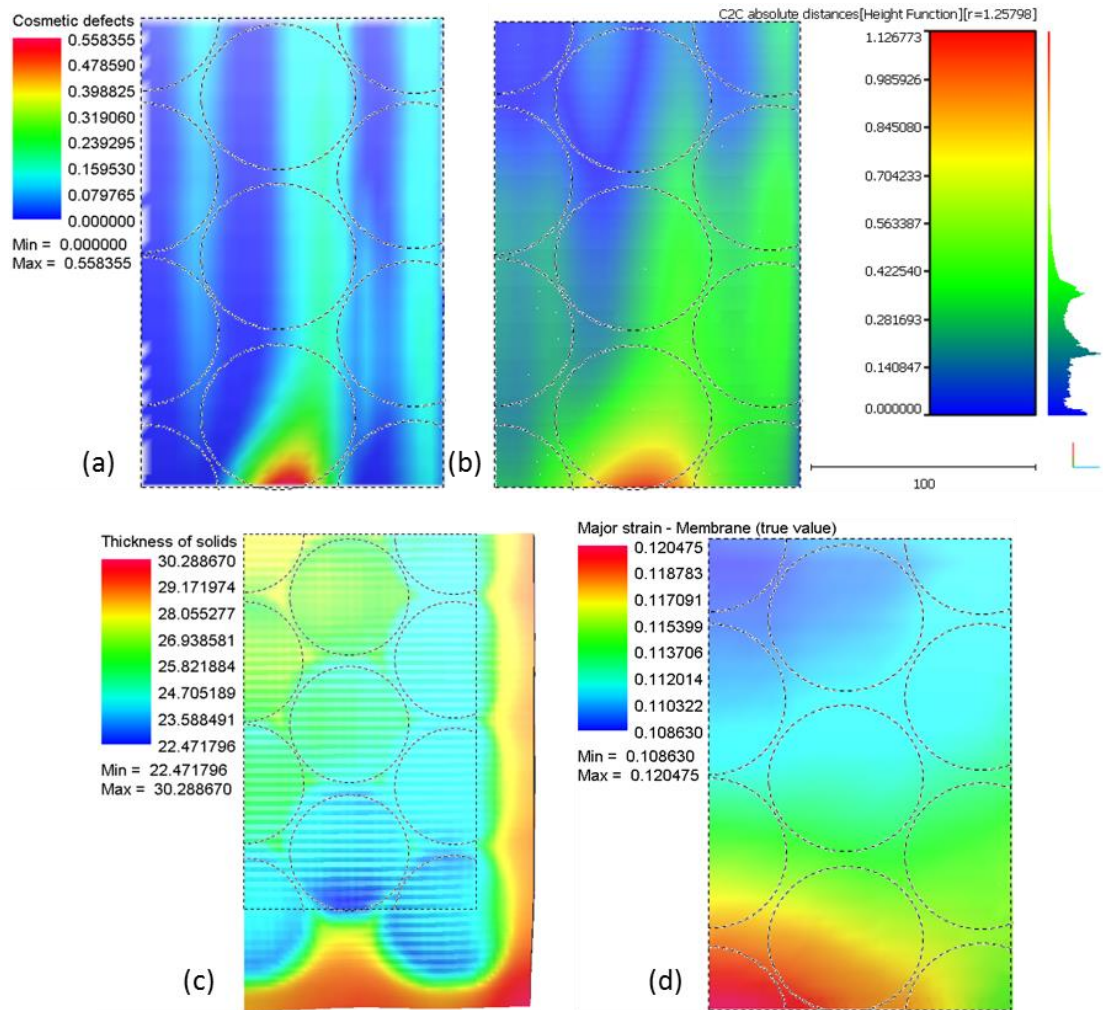 Cosmetic defects
0.558355
0.478590
0.398825
0.319060
0.239295
0.159530
0.079765
0.000000
Min = 0.000000
Max = 0.558355
(a)
(b)
C2C absolute distances[Height Function][r=1.25798]
1.126773
0.985926
0.845080
0.704233
0.563387
0.422540
0.281693
0.140847
0.000000
100
Thickness of solids
30.288670
29.171974
28.055277
26.938581
25.821884
24.705189
23.588491
22.471796
Min = 22.471796
Max = 30.288670
(c)
Major strain - Membrane (true value)
0.120475
0.118783
0.117091
0.115399
0.113706
0.112014
0.110322
0.108630
Min = 0.108630
Max = 0.120475
(d)